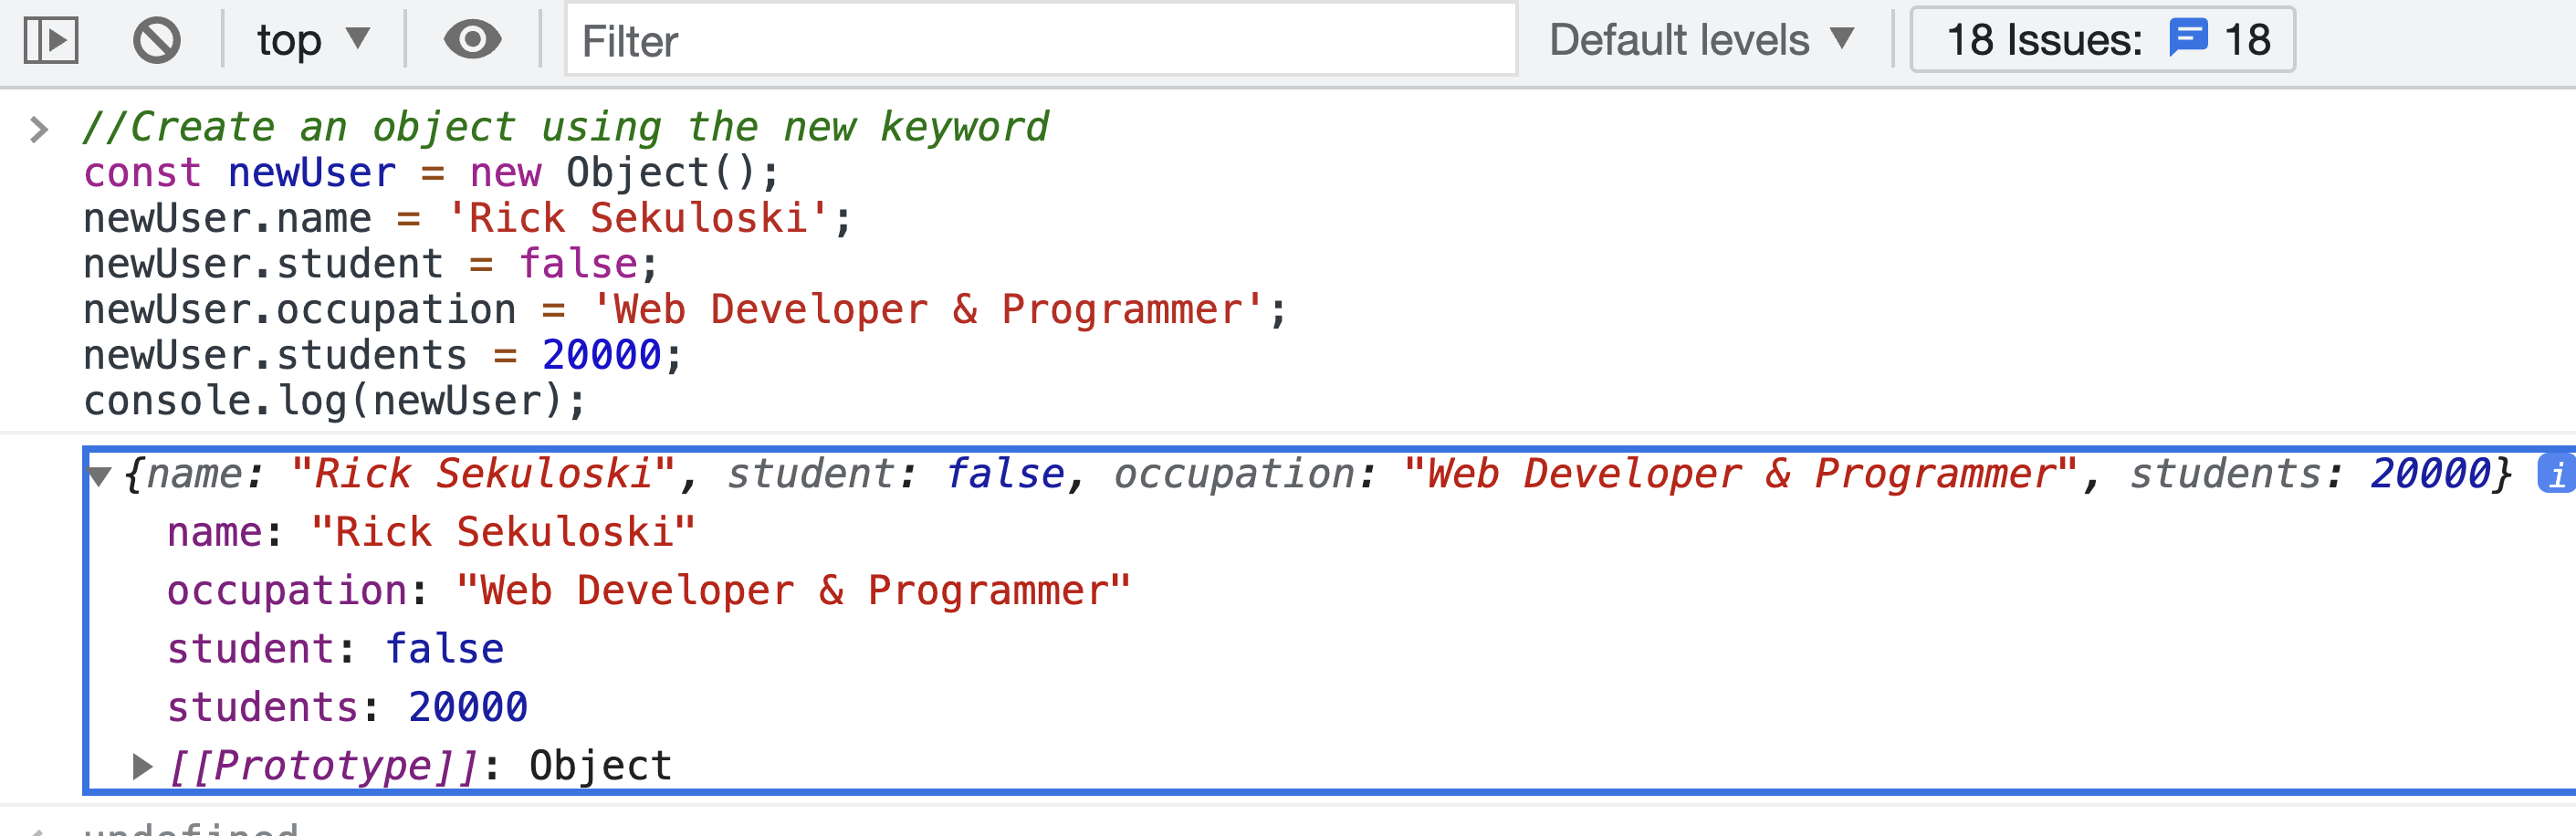 top ▼ Filter Default levels ▼ 18 Issues: 18
> //Create an object using the new keyword
const newUser = new Object();
newUser.name = 'Rick Sekuloski';
newUser.student = false;
newUser.occupation = 'Web Developer & Programmer';
newUser.students = 20000;
console.log(newUser);
▼ {name: "Rick Sekuloski", student: false, occupation: "Web Developer & Programmer", students: 20000} i
name: "Rick Sekuloski"
occupation: "Web Developer & Programmer"
student: false
students: 20000
▶ [[Prototype]]: Object
undefined